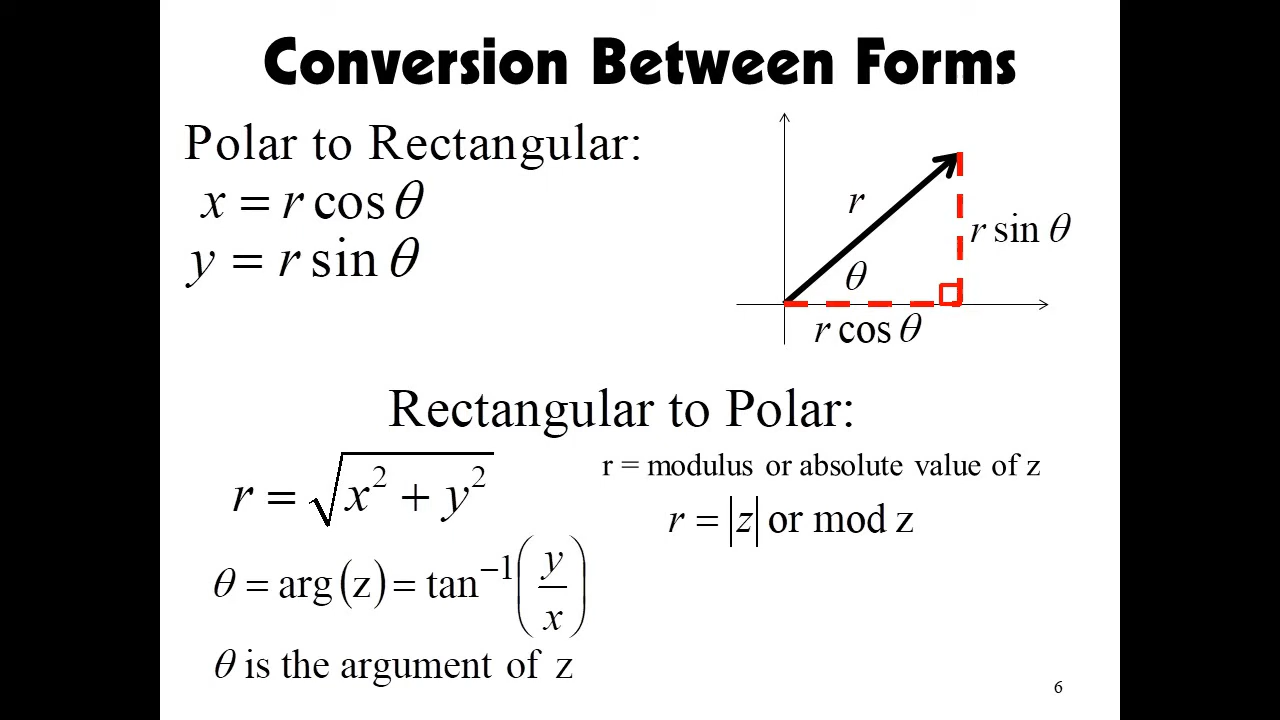 Conversion Between Forms
Polar to Rectangular:
x = r cos θ
y = r sin θ
r
θ
r sin θ
r cos θ
Rectangular to Polar:
r = √(x² + y²)
r = modulus or absolute value of z
r = |z| or mod z
θ = arg(z) = tan⁻¹(y/x)
θ is the argument of z
6